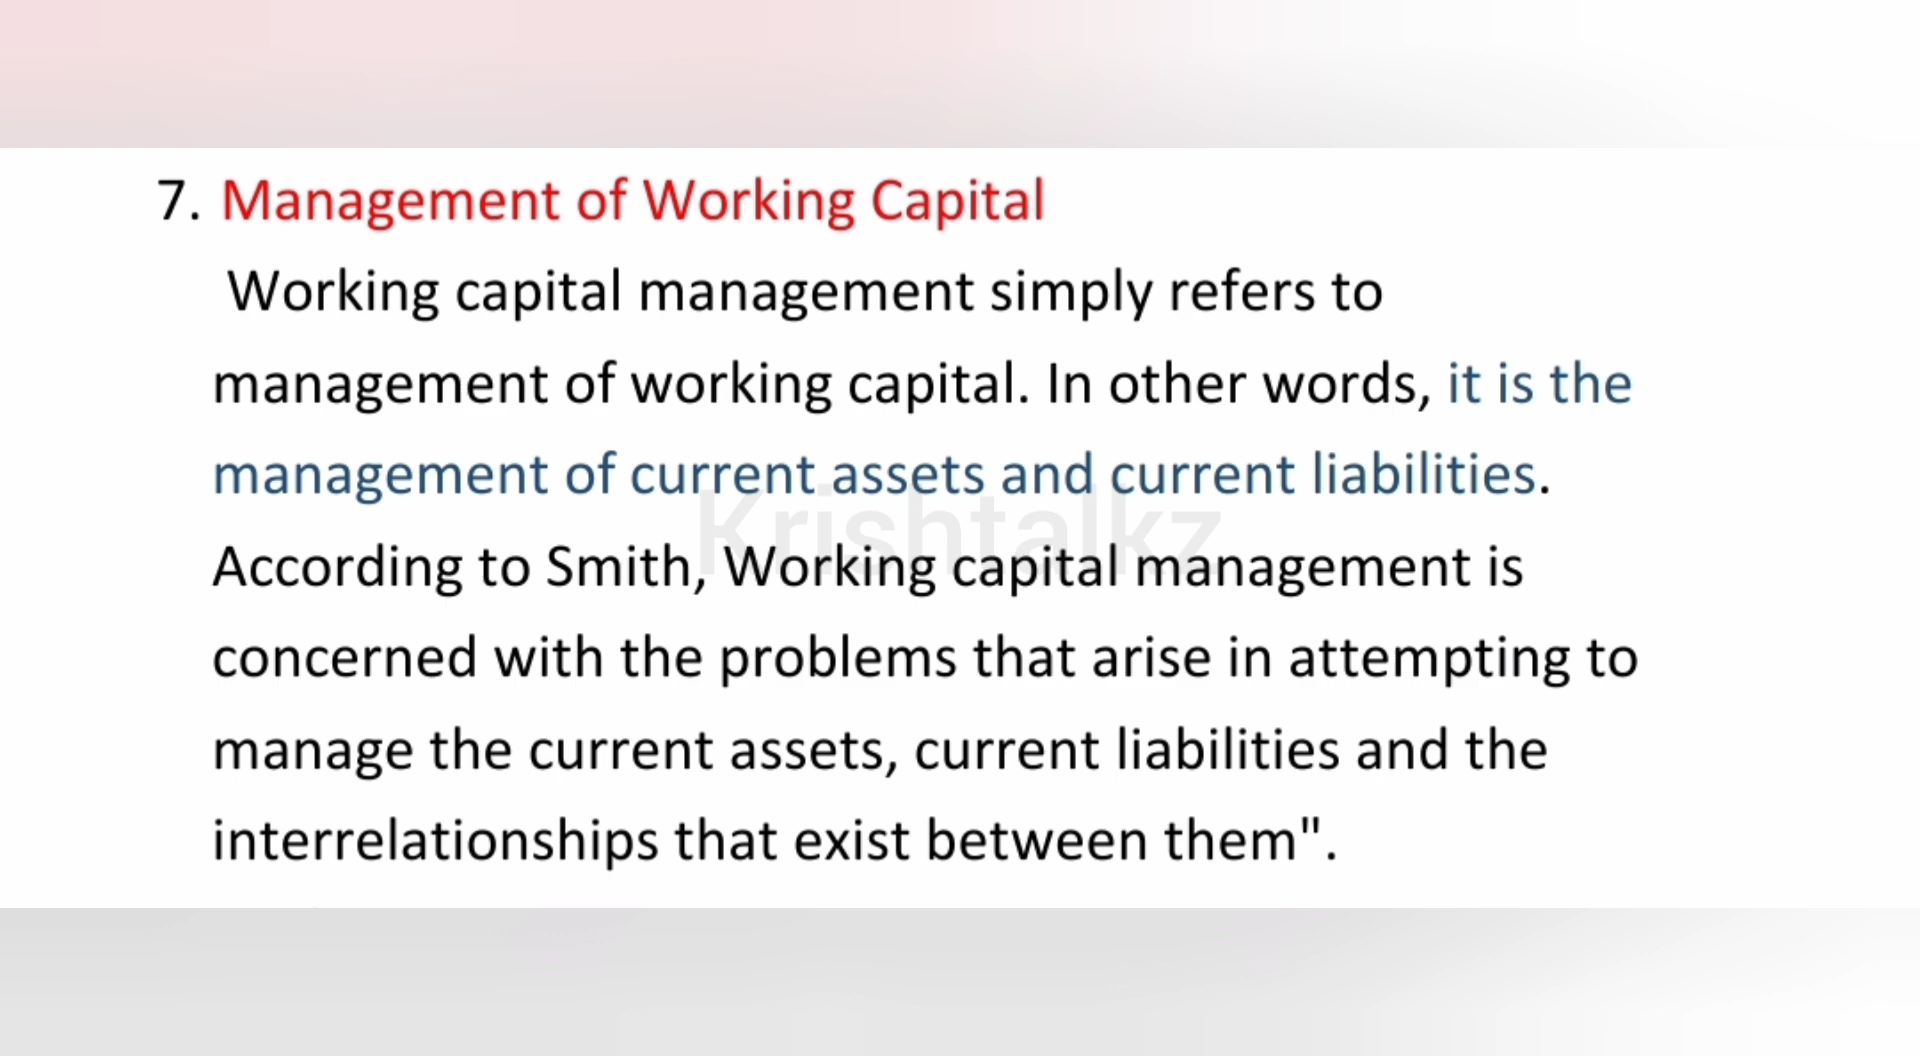 7. Management of Working Capital
Working capital management simply refers to
management of working capital. In other words, it is the
management of current assets and current liabilities.
Krishtalkz
According to Smith, Working capital management is
concerned with the problems that arise in attempting to
manage the current assets, current liabilities and the
interrelationships that exist between them".